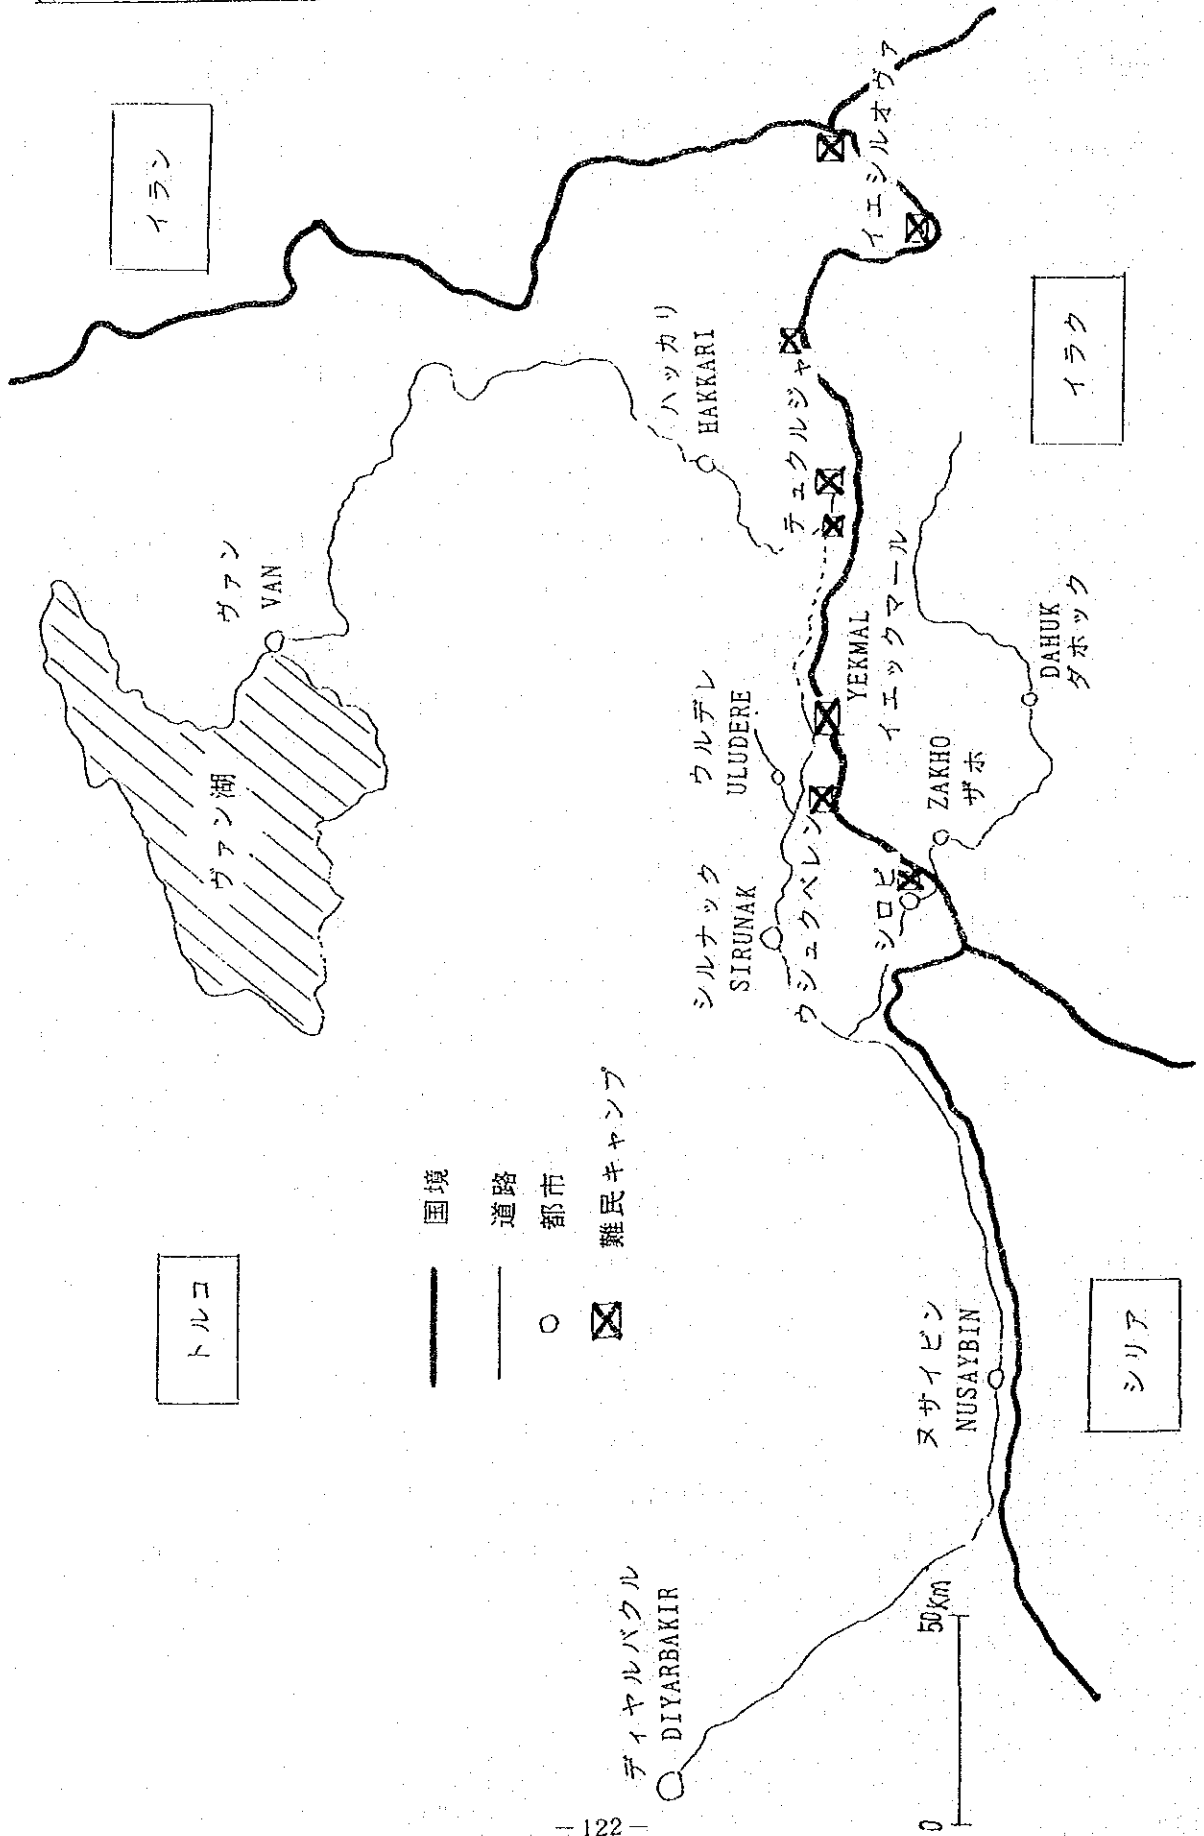 イラン
トルコ
ヴァン湖
ヴァン
VAN
国境
道路
都市
難民キャンプ
ハッカリ
HAKKARI
シルナック
SIRUNAK
ウルデレ
ULUDERE
テュクルジャ
イエシルオヴァ
ウシュクベレン
YEKMAL
イエックマール
シロピ
ZAKHO
ザホ
DAHUK
ダホック
イラク
ディヤルバクル
DIYARBAKIR
ヌサイビン
NUSAYBIN
シリア
0
50km
-122-